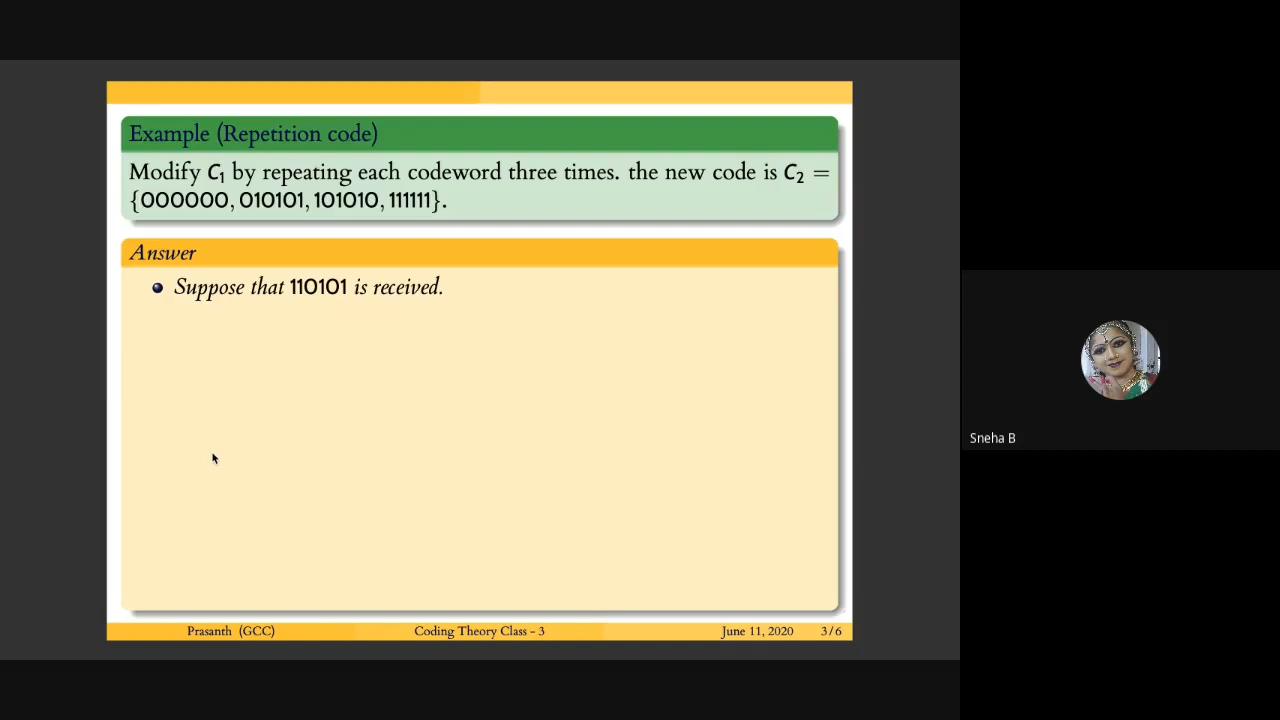 Example (Repetition code)
Modify C₁ by repeating each codeword three times. the new code is C₂ =
{000000, 010101, 101010, 111111}.
Answer
Suppose that 110101 is received.
Prasanth (GCC) Coding Theory Class - 3 June 11, 2020 3 / 6
Sneha B